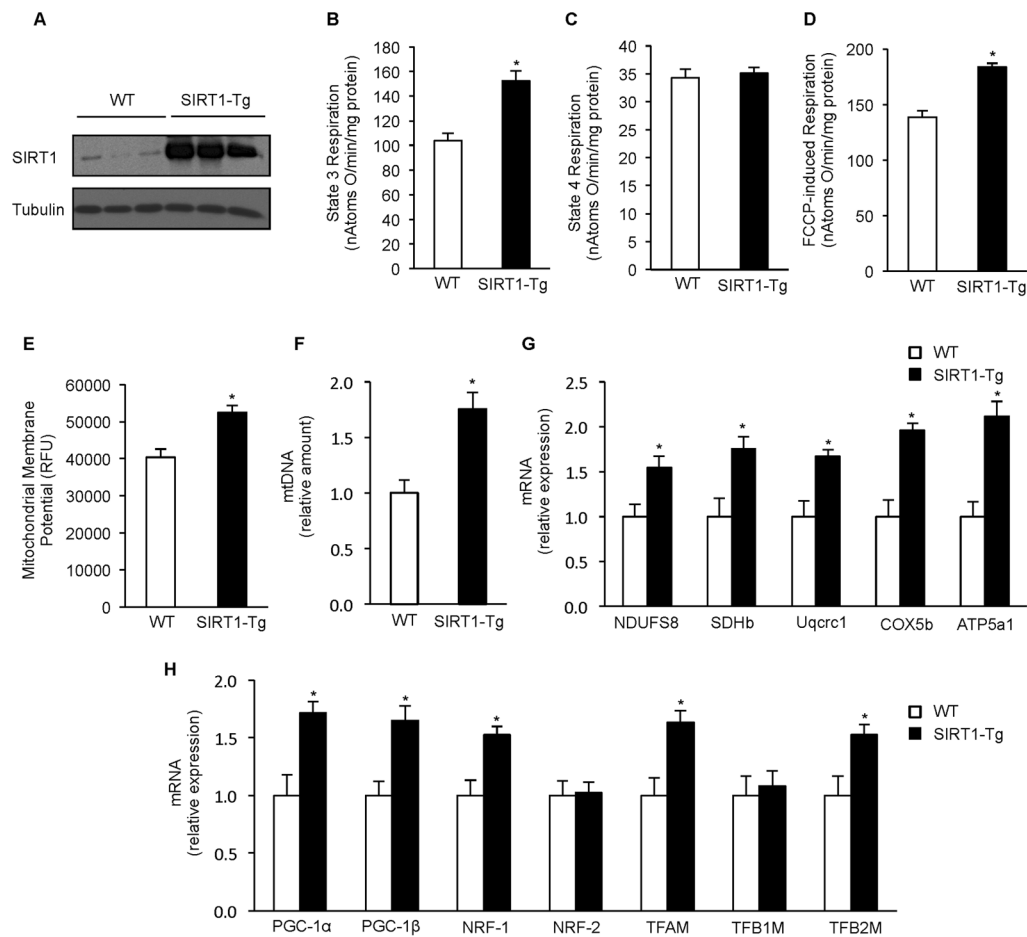 A
WT
SIRT1-Tg
SIRT1
Tubulin
B
State 3 Respiration
(nAtoms O/min/mg protein)
180
160
140
120
100
80
60
40
20
0
*
WT
SIRT1-Tg
C
State 4 Respiration
(nAtoms O/min/mg protein)
40
35
30
25
20
15
10
5
0
WT
SIRT1-Tg
D
FCCP-induced Respiration
(nAtoms O/min/mg protein)
200
150
100
50
0
*
WT
SIRT1-Tg
E
Mitochondrial Membrane
Potential (RFU)
70000
60000
50000
40000
30000
20000
10000
0
*
WT
SIRT1-Tg
F
mtDNA
(relative amount)
2.0
1.5
1.0
0.5
0.0
*
WT
SIRT1-Tg
G
WT
SIRT1-Tg
mRNA
(relative expression)
2.5
2.0
1.5
1.0
0.5
0.0
* * * * *
NDUFS8 SDHb Uqcrc1 COX5b ATP5a1
H
WT
SIRT1-Tg
mRNA
(relative expression)
2.0
1.5
1.0
0.5
0.0
* * * * *
PGC-1α PGC-1β NRF-1 NRF-2 TFAM TFB1M TFB2M